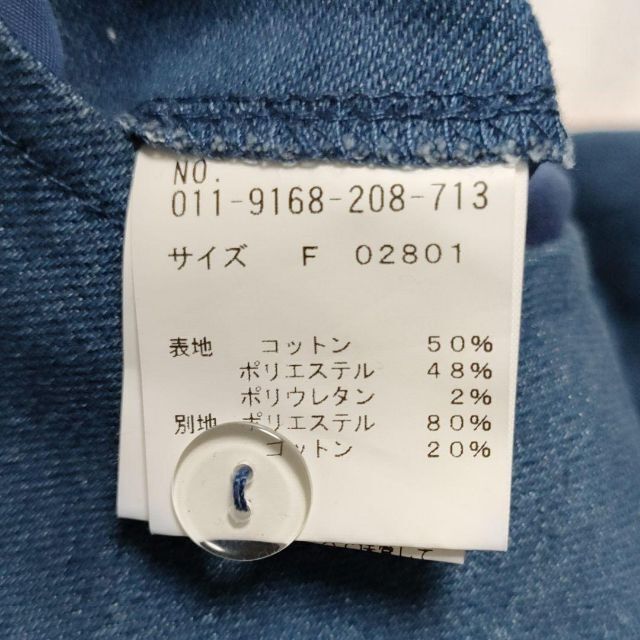 NO.
011-9168-208-713
サイズ F 02801
表地 コットン 50%
ポリエステル 48%
ポリウレタン 2%
別地 ポリエステル 80%
コットン 20%